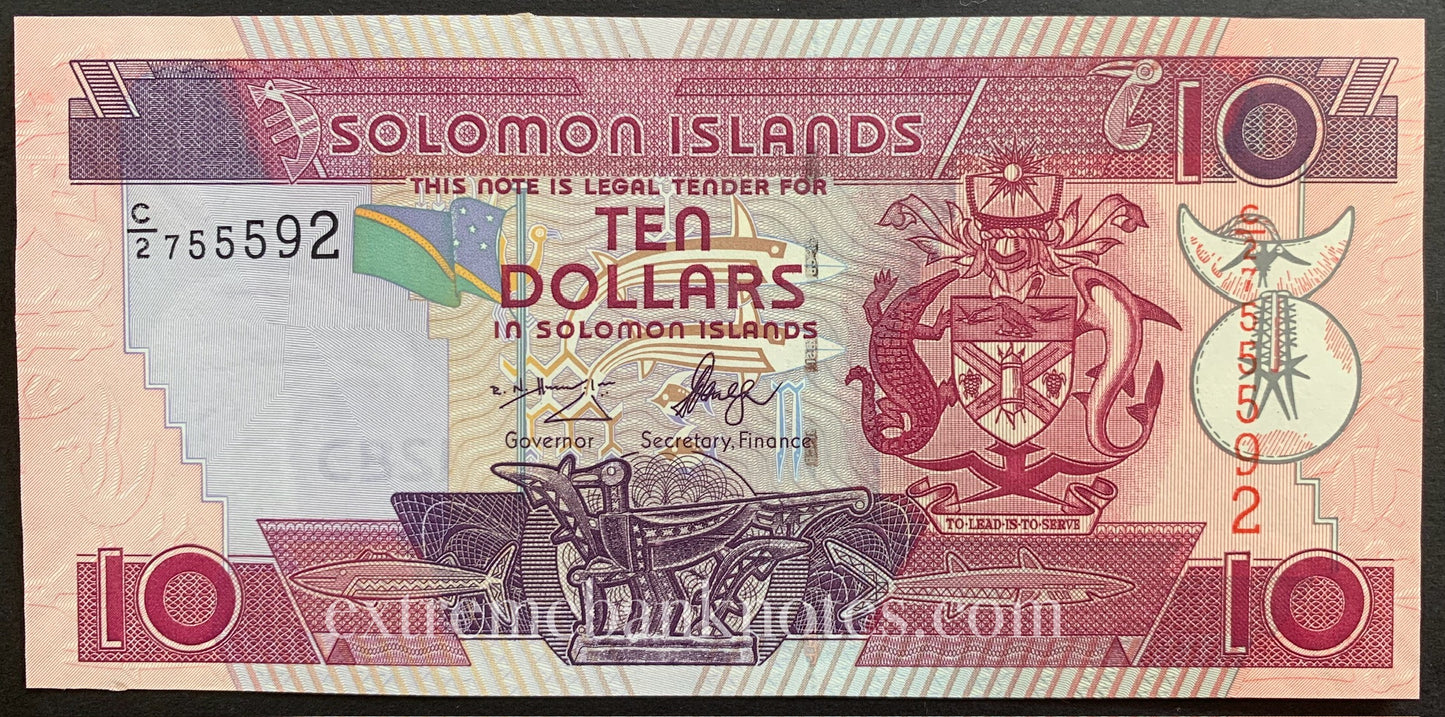 SOLOMON ISLANDS
10
THIS NOTE IS LEGAL TENDER FOR
C/2 755592
TEN
DOLLARS
IN SOLOMON ISLANDS
Governor
Secretary, Finance
CBSI
TO·LEAD·IS·TO·SERVE
C/2 755592
10
10
extremebanknotes.com